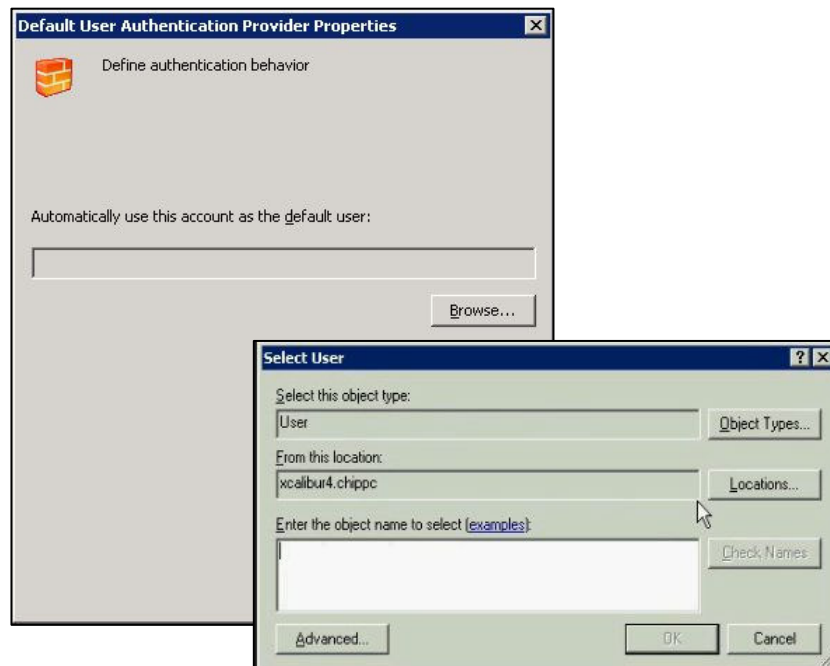 Default User Authentication Provider Properties
Define authentication behavior
Automatically use this account as the default user:
Browse...
Select User
Select this object type:
User
Object Types...
From this location:
xcalibur4.chippc
Locations...
Enter the object name to select (examples):
Check Names
Advanced...
OK
Cancel